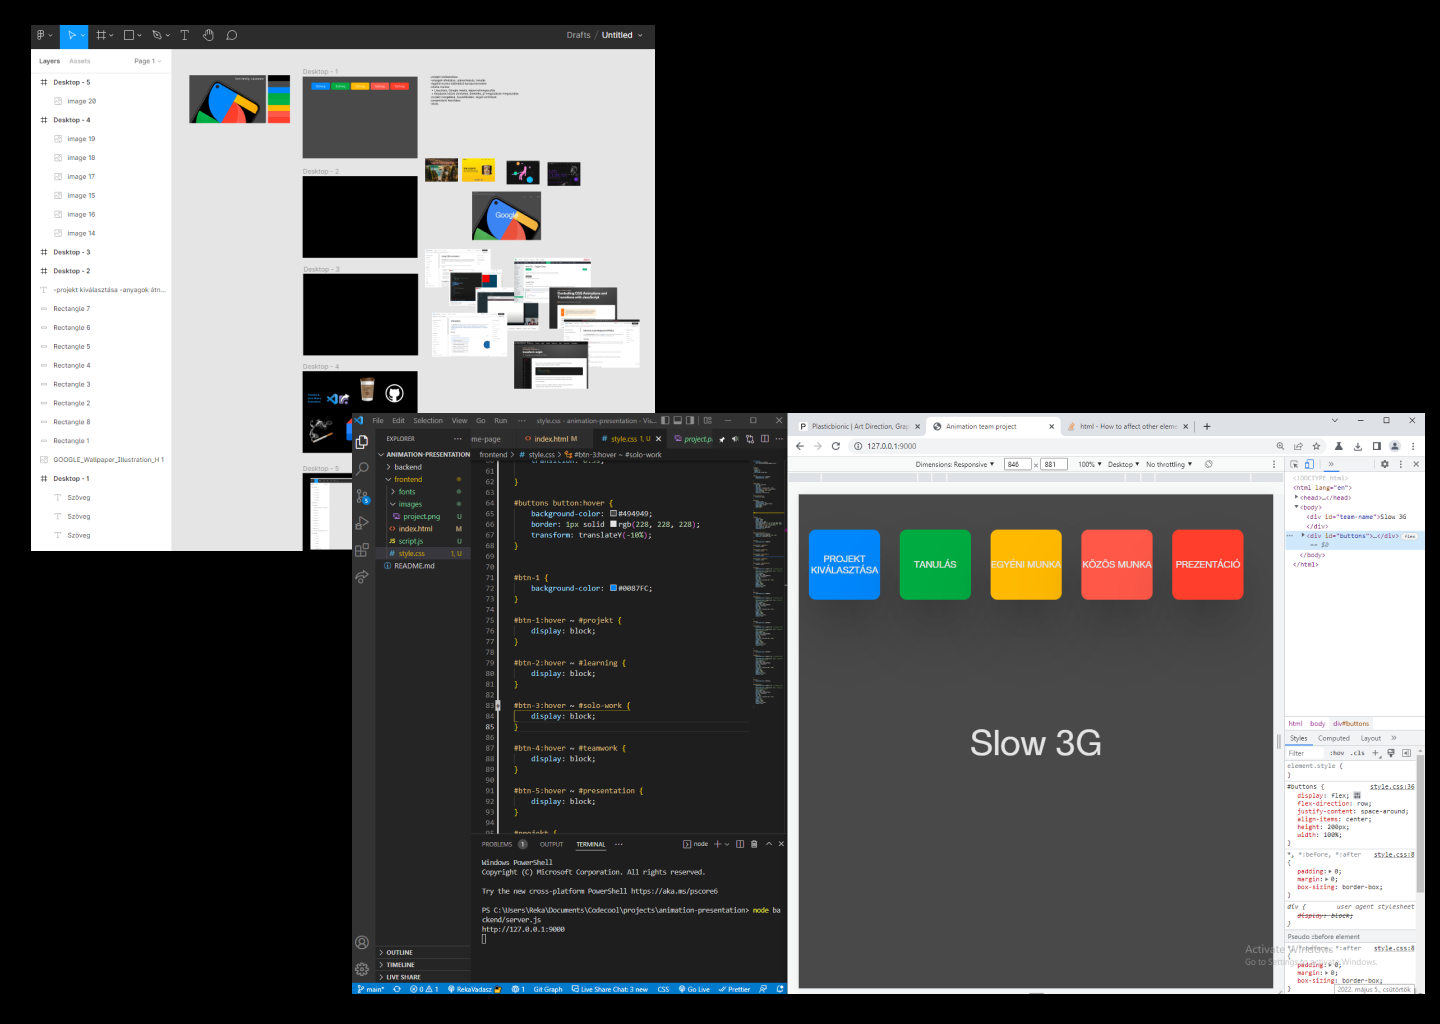 Drafts / Untitled
Layers
Assets
Page 1
Desktop - 5
image 20
Desktop - 4
image 19
image 18
image 17
image 15
image 16
image 14
Desktop - 3
Desktop - 2
-projekt kiválasztása -anyagok átn...
Rectangle 7
Rectangle 6
Rectangle 5
Rectangle 4
Rectangle 3
Rectangle 2
Rectangle 8
Rectangle 1
GOOGLE_Wallpaper_Illustration_H 1
Desktop - 1
Szöveg
Szöveg
Szöveg
Desktop - 1
Desktop - 2
Desktop - 3
Desktop - 4
Desktop - 5
Google
File Edit Selection View Go Run ··· style.css - animation-presentation - Vis...
EXPLORER
ANIMATION-PRESENTATION
backend
frontend
fonts
images
project.png U
index.html M
script.js U
style.css 1, U
README.md
OUTLINE
TIMELINE
LIVE SHARE
me-page
index.html M
style.css 1, U
project.p
frontend > # style.css > #btn-3:hover ~ #solo-work
61
62 }
63
64 #buttons button:hover {
65 background-color: #494949;
66 border: 1px solid rgb(228, 228, 228);
67 transform: translateY(-10%);
68 }
69
70
71 #btn-1 {
72 background-color: #0087FC;
73 }
74
75 #btn-1:hover ~ #projekt {
76 display: block;
77 }
78
79 #btn-2:hover ~ #learning {
80 display: block;
81 }
82
83 #btn-3:hover ~ #solo-work {
84 display: block;
85 }
86
87 #btn-4:hover ~ #teamwork {
88 display: block;
89 }
90
91 #btn-5:hover ~ #presentation {
92 display: block;
93 }
94
95 #projekt {
PROBLEMS 1 OUTPUT TERMINAL ··· node
Windows PowerShell
Copyright (C) Microsoft Corporation. All rights reserved.
Try the new cross-platform PowerShell https://aka.ms/pscore6
PS C:\Users\Reka\Documents\Codecool\projects\animation-presentation> node ba
ckend/server.js
http://127.0.0.1:9000
main* 0 1 RekaVadasz 1 Git Graph Live Share Chat: 3 new CSS Go Live Prettier
Plasticbionic | Art Direction, Grap
Animation team project
html - How to affect other eleme
127.0.0.1:9000
Dimensions: Responsive 846 x 881 100% Desktop No throttling
PROJEKT
KIVÁLASZTÁSA
TANULÁS
EGYÉNI MUNKA
KÖZÖS MUNKA
PREZENTÁCIÓ
Slow 3G
<!DOCTYPE html>
<html lang="en">
<head>…</head>
<body>
<div id="team-name">Slow 3G
</div>
<div id="buttons">…</div> flex
== $0
</body>
</html>
html body div#buttons
Styles Computed Layout
Filter :hov .cls
element.style {
}
#buttons { style.css:36
display: flex;
flex-direction: row;
justify-content: space-around;
align-items: center;
height: 200px;
width: 100%;
}
*, *:before, *:after style.css:8
{
padding: 0;
margin: 0;
box-sizing: border-box;
}
div { user agent stylesheet
display: block;
}
Pseudo ::before element
*, *:before, *:after style.css:8
{
padding: 0;
margin: 0;
box-sizing: border-box;
Activate Windows
Go to Settings to activate Windows.
2022. május 5., csütörtök